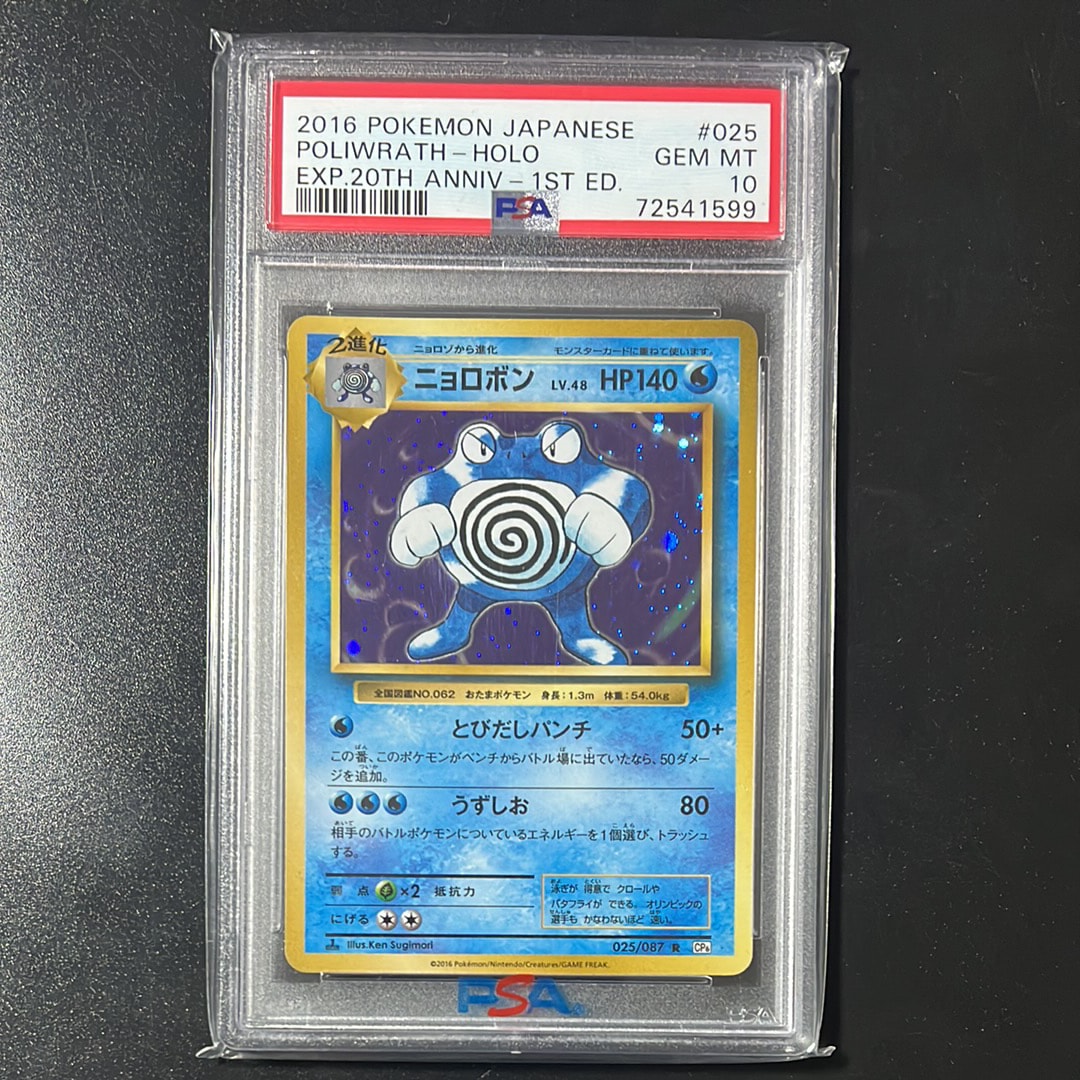 2016 POKEMON JAPANESE #025
POLIWRATH-HOLO GEM MT
EXP.20TH ANNIV-1ST ED. 10
PSA 72541599
2進化 ニョロゾから進化 モンスターカードに重ねて使います。
ニョロボン LV.48 HP140
全国図鑑NO.062 おたまポケモン 身長:1.3m 体重:54.0kg
とびだしパンチ 50+
この番、このポケモンがベンチからバトル場に出ていたなら、50ダメー
ジを追加。
うずしお 80
相手のバトルポケモンについているエネルギーを1個選び、トラッシュ
する。
弱点 ×2 抵抗力
にげる
泳ぎが 得意で クロールや
バタフライが できる。オリンピックの
選手も かなわないほど 速い。
Illus.Ken Sugimori 025/087 R CP6
©2016 Pokémon/Nintendo/Creatures/GAME FREAK.
PSA